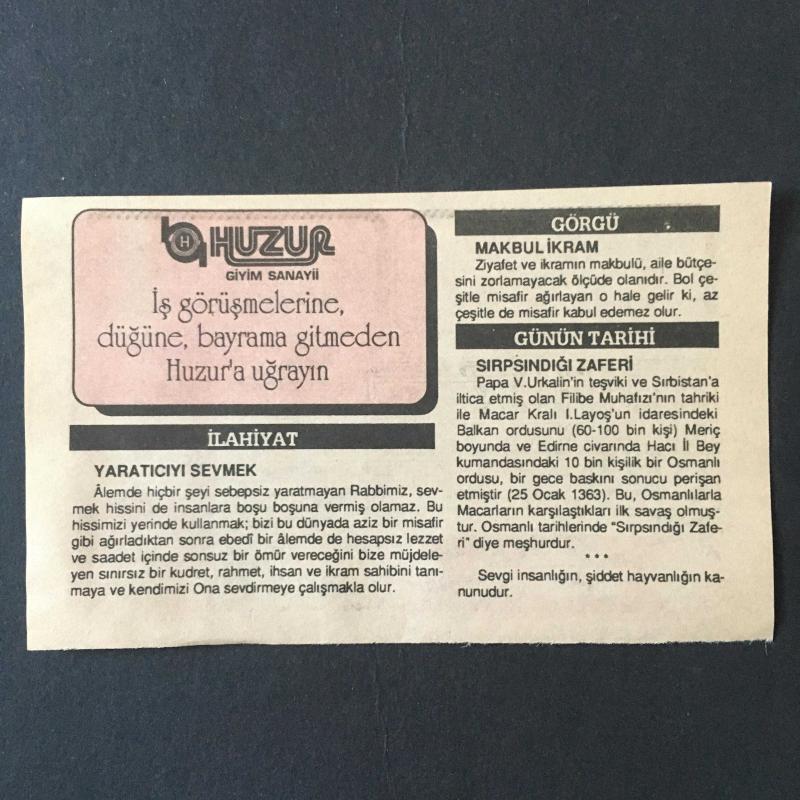 H HUZUR
GİYİM SANAYİİ
İş görüşmelerine,
düğüne, bayrama gitmeden
Huzur'a uğrayın
İLAHİYAT
YARATICIYI SEVMEK
Âlemde hiçbir şeyi sebepsiz yaratmayan Rabbimiz, sev-
mek hissini de insanlara boşu boşuna vermiş olamaz. Bu
hissimizi yerinde kullanmak; bizi bu dünyada aziz bir misafir
gibi ağırladıktan sonra ebedî bir âlemde de hesapsız lezzet
ve saadet içinde sonsuz bir ömür vereceğini bize müjdele-
yen sınırsız bir kudret, rahmet, ihsan ve ikram sahibini tanı-
maya ve kendimizi Ona sevdirmeye çalışmakla olur.
GÖRGÜ
MAKBUL İKRAM
Ziyafet ve ikramın makbulü, aile bütçe-
sini zorlamayacak ölçüde olanıdır. Bol çe-
şitle misafir ağırlayan o hale gelir ki, az
çeşitle de misafir kabul edemez olur.
GÜNÜN TARİHİ
SIRPSINDIĞI ZAFERİ
Papa V.Urkalin'in teşviki ve Sırbistan'a
iltica etmiş olan Filibe Muhafızı'nın tahriki
ile Macar Kralı I.Layoş'un idaresindeki
Balkan ordusunu (60-100 bin kişi) Meriç
boyunda ve Edirne civarında Hacı İl Bey
kumandasındaki 10 bin kişilik bir Osmanlı
ordusu, bir gece baskını sonucu perişan
etmiştir (25 Ocak 1363). Bu, Osmanlılarla
Macarların karşılaştıkları ilk savaş olmuş-
tur. Osmanlı tarihlerinde "Sırpsındığı Zafe-
ri" diye meşhurdur.
* * *
Sevgi insanlığın, şiddet hayvanlığın ka-
nunudur.